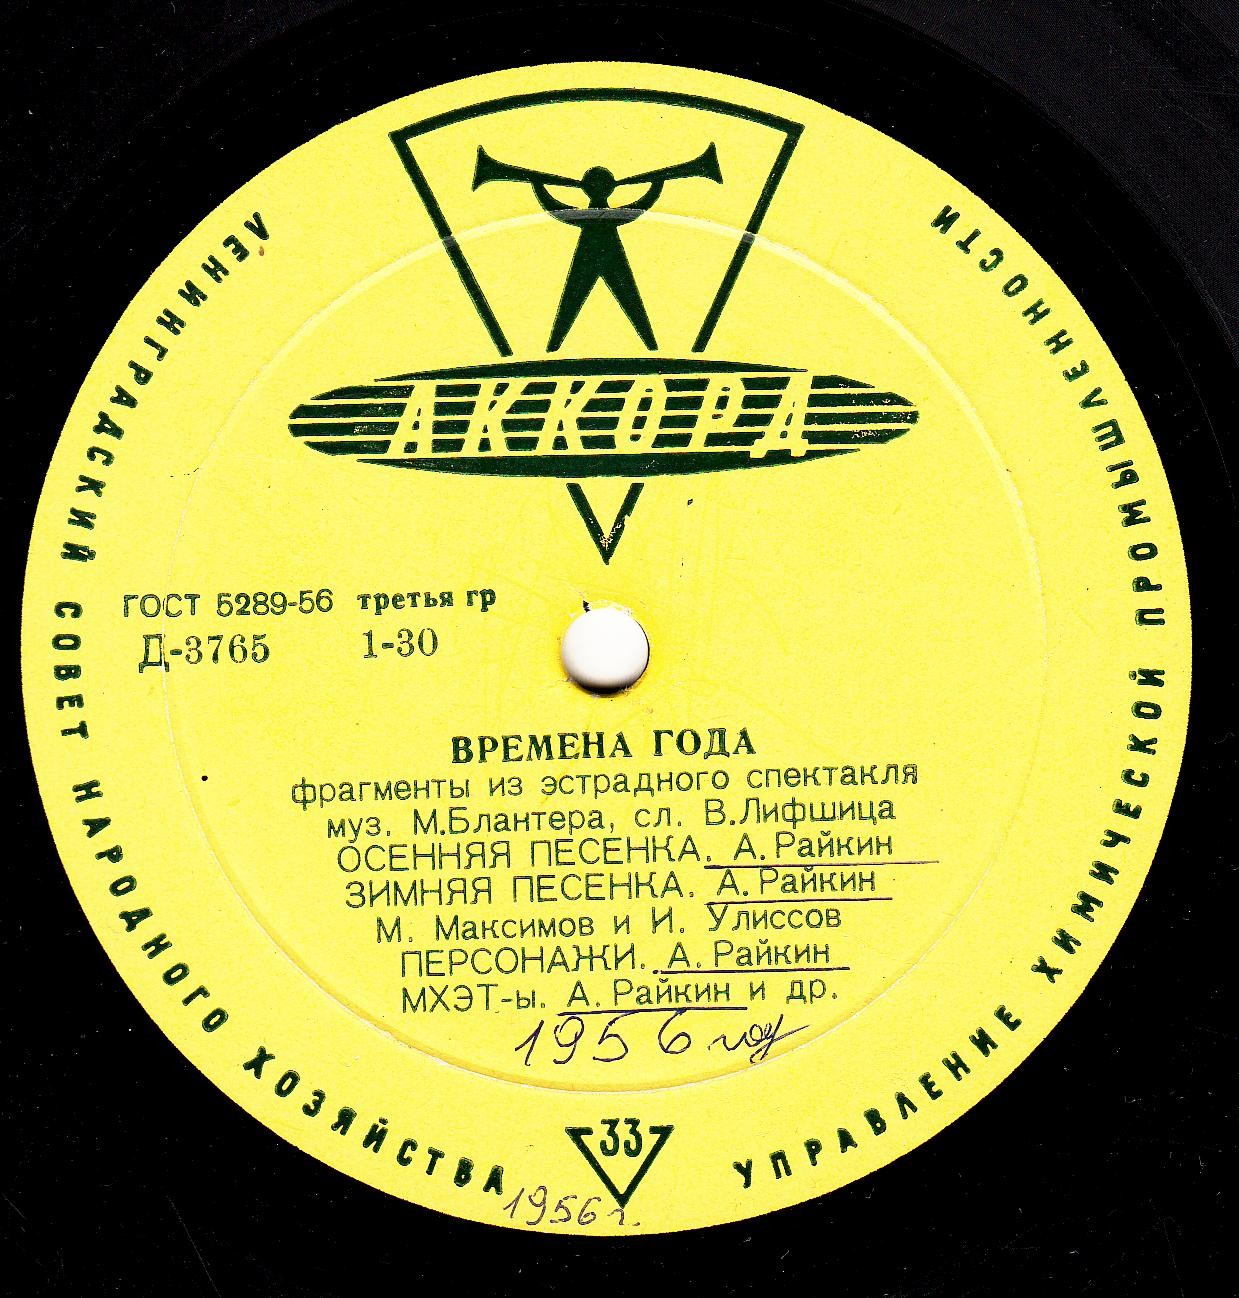 ЛЕНИНГРАДСКИЙ СОВЕТ НАРОДНОГО ХОЗЯЙСТВА
УПРАВЛЕНИЕ ХИМИЧЕСКОЙ ПРОМЫШЛЕННОСТИ
АККОРД
ГОСТ 5289-56 третья гр
Д-3765 1-30
ВРЕМЕНА ГОДА
фрагменты из эстрадного спектакля
муз. М.Блантера, сл. В.Лифшица
ОСЕННЯЯ ПЕСЕНКА. А. Райкин
ЗИМНЯЯ ПЕСЕНКА. А. Райкин
М. Максимов и И. Улиссов
ПЕРСОНАЖИ. А. Райкин
МХЭТ-ы. А. Райкин и др.
1956 год
33
1956 г.